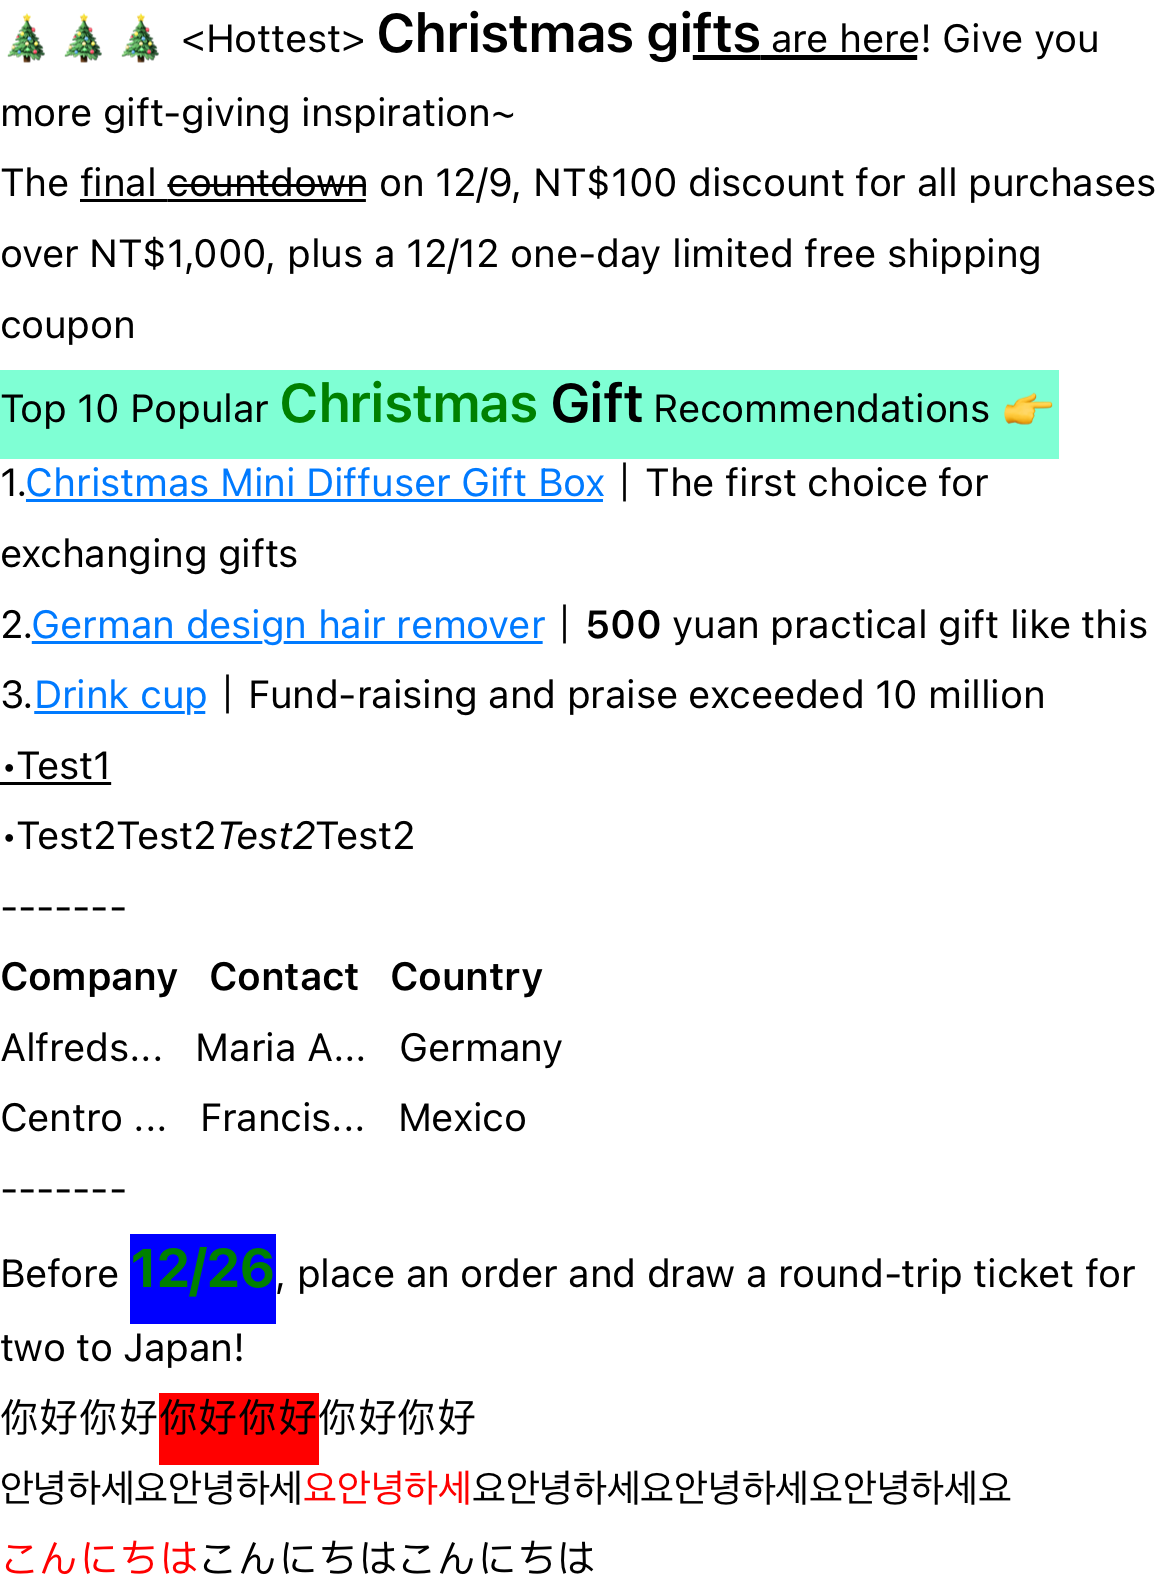 🎄🎄🎄 <Hottest> Christmas gifts are here! Give you
more gift-giving inspiration~
The final countdown on 12/9, NT$100 discount for all purchases
over NT$1,000, plus a 12/12 one-day limited free shipping
coupon
Top 10 Popular Christmas Gift Recommendations 👉
1.Christmas Mini Diffuser Gift Box｜The first choice for
exchanging gifts
2.German design hair remover｜500 yuan practical gift like this
3.Drink cup｜Fund-raising and praise exceeded 10 million
•Test1
•Test2Test2Test2Test2
-------
Company   Contact   Country
Alfreds...   Maria A...   Germany
Centro ...   Francis...   Mexico
-------
Before 12/26, place an order and draw a round-trip ticket for
two to Japan!
你好你好你好你好你好你好
안녕하세요안녕하세요안녕하세요안녕하세요안녕하세요안녕하세요
こんにちはこんにちはこんにちは